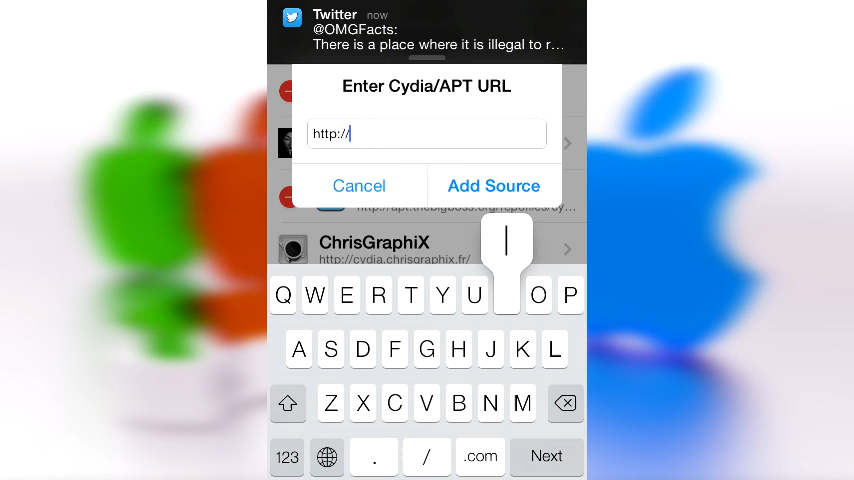 Twitter now
@OMGFacts:
There is a place where it is illegal to r…
Enter Cydia/APT URL
http://
Cancel Add Source
ChrisGraphiX
http://cydia.chrisgraphix.fr/
Q W E R T Y U I O P
A S D F G H J K L
Z X C V B N M
123 . / .com Next